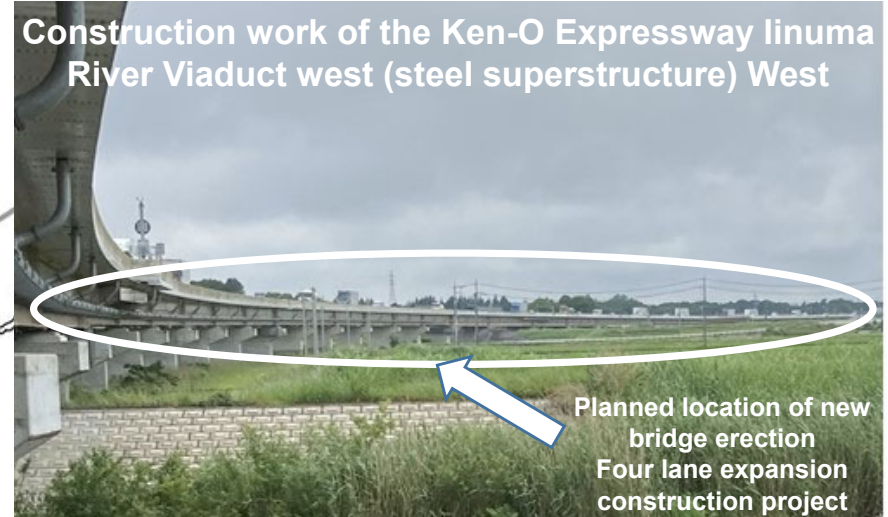 Construction work of the Ken-O Expressway Iinuma
River Viaduct west (steel superstructure) West
Planned location of new
bridge erection
Four lane expansion
construction project